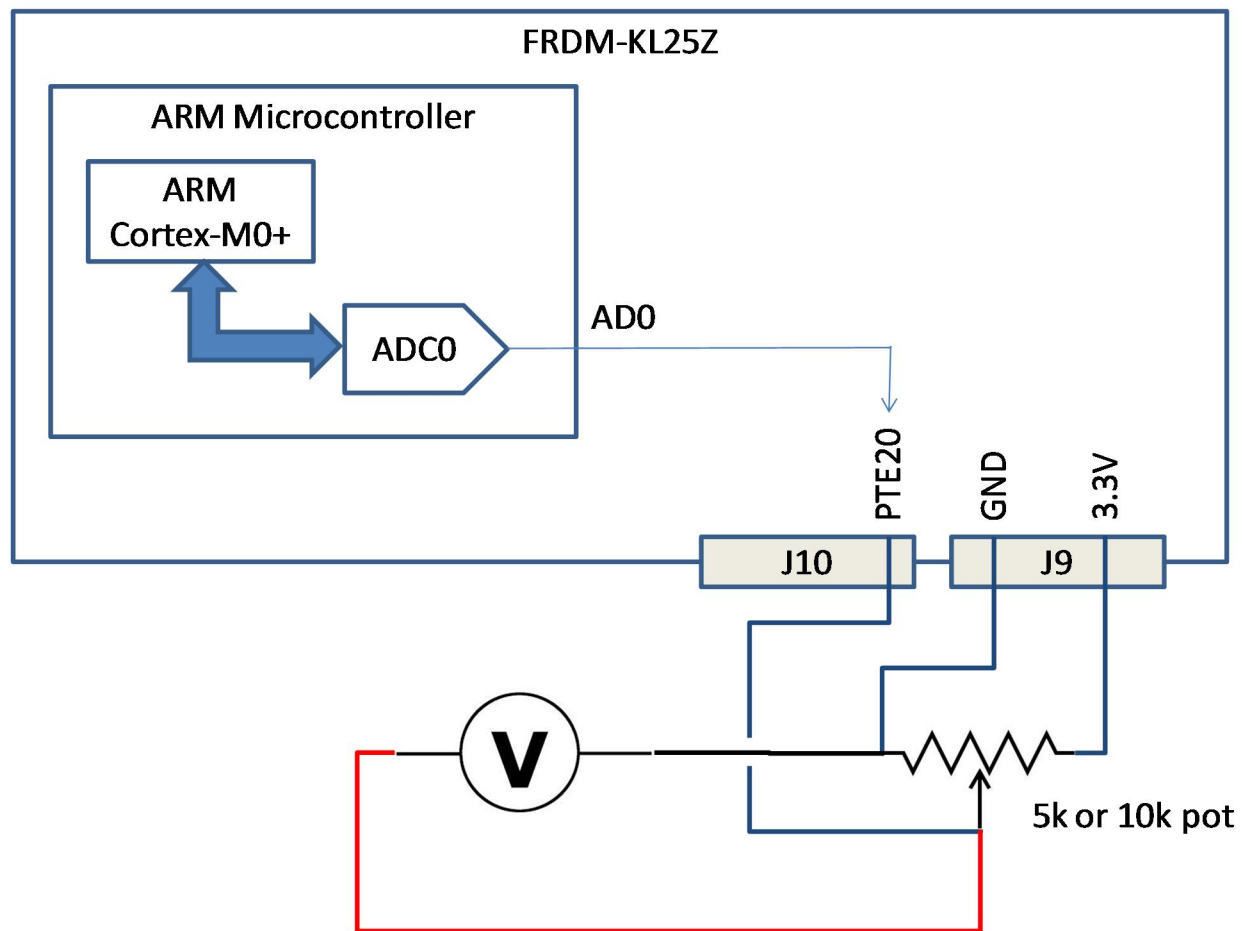 FRDM-KL25Z
ARM Microcontroller
ARM
Cortex-M0+
ADC0
AD0
PTE20
GND
3.3V
J10
J9
V
5k or 10k pot